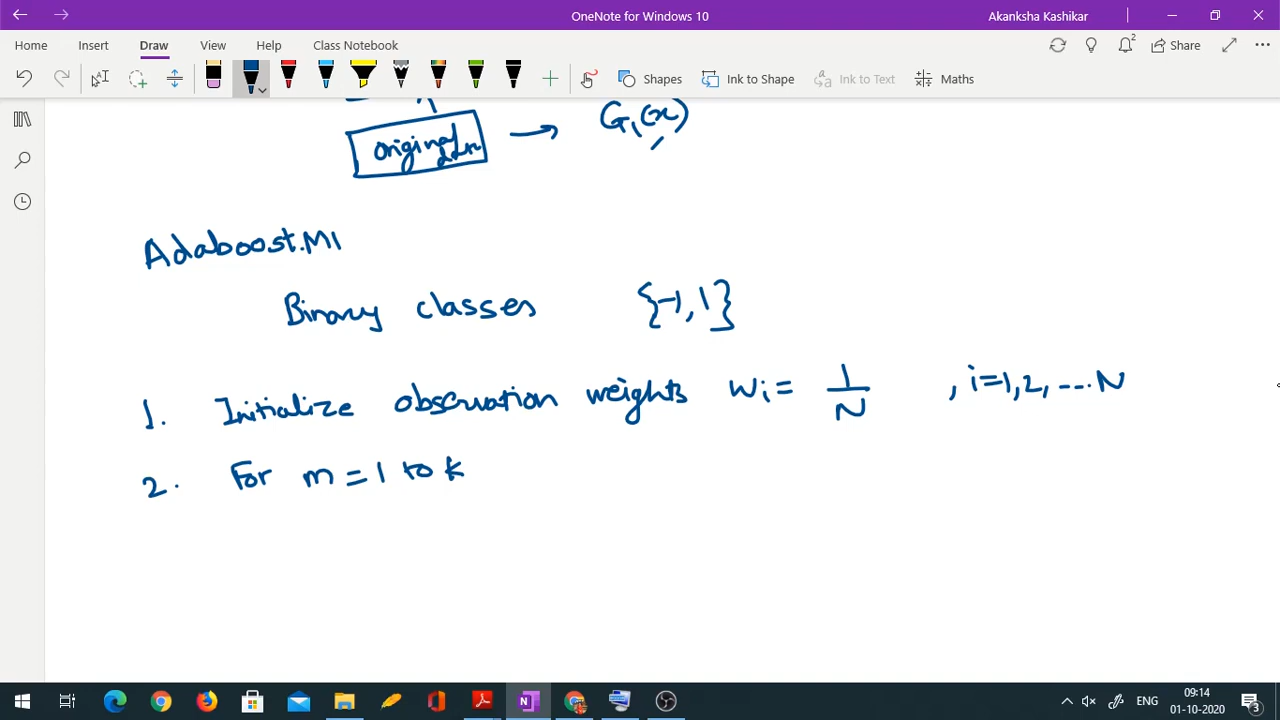 OneNote for Windows 10
Akanksha Kashikar
Home Insert Draw View Help Class Notebook
Share
Shapes Ink to Shape Ink to Text Maths
original data → G₁(x)
Adaboost.M1
Binary classes {-1, 1}
1. Initialize observation weights wi = 1/N , i=1,2, ---. N
2. For m = 1 to k
ENG
09:14
01-10-2020
3